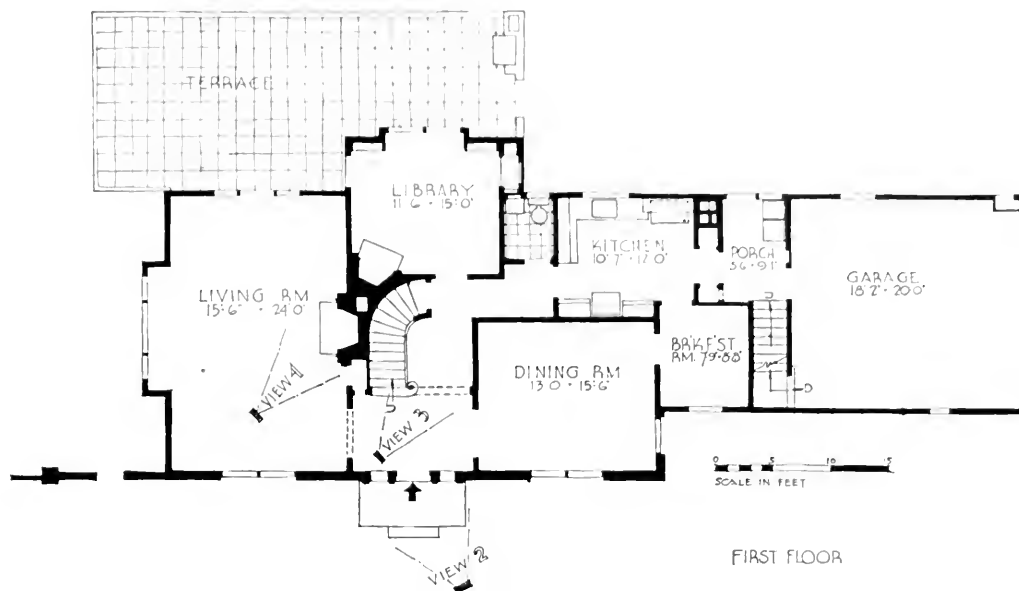 TERRACE
LIBRARY
11'6" - 15'0"
KITCHEN
10'7" - 12'0"
PORCH
5'6 - 9'1"
GARAGE
18'2" - 20'0"
LIVING RM
15'6" - 24'0"
DINING RM
13'0 - 15'6"
BR'KF'ST
RM. 7'9 - 8'8"
U
D
VIEW 4
VIEW 3
VIEW 2
0 5 10 15
SCALE IN FEET
FIRST FLOOR